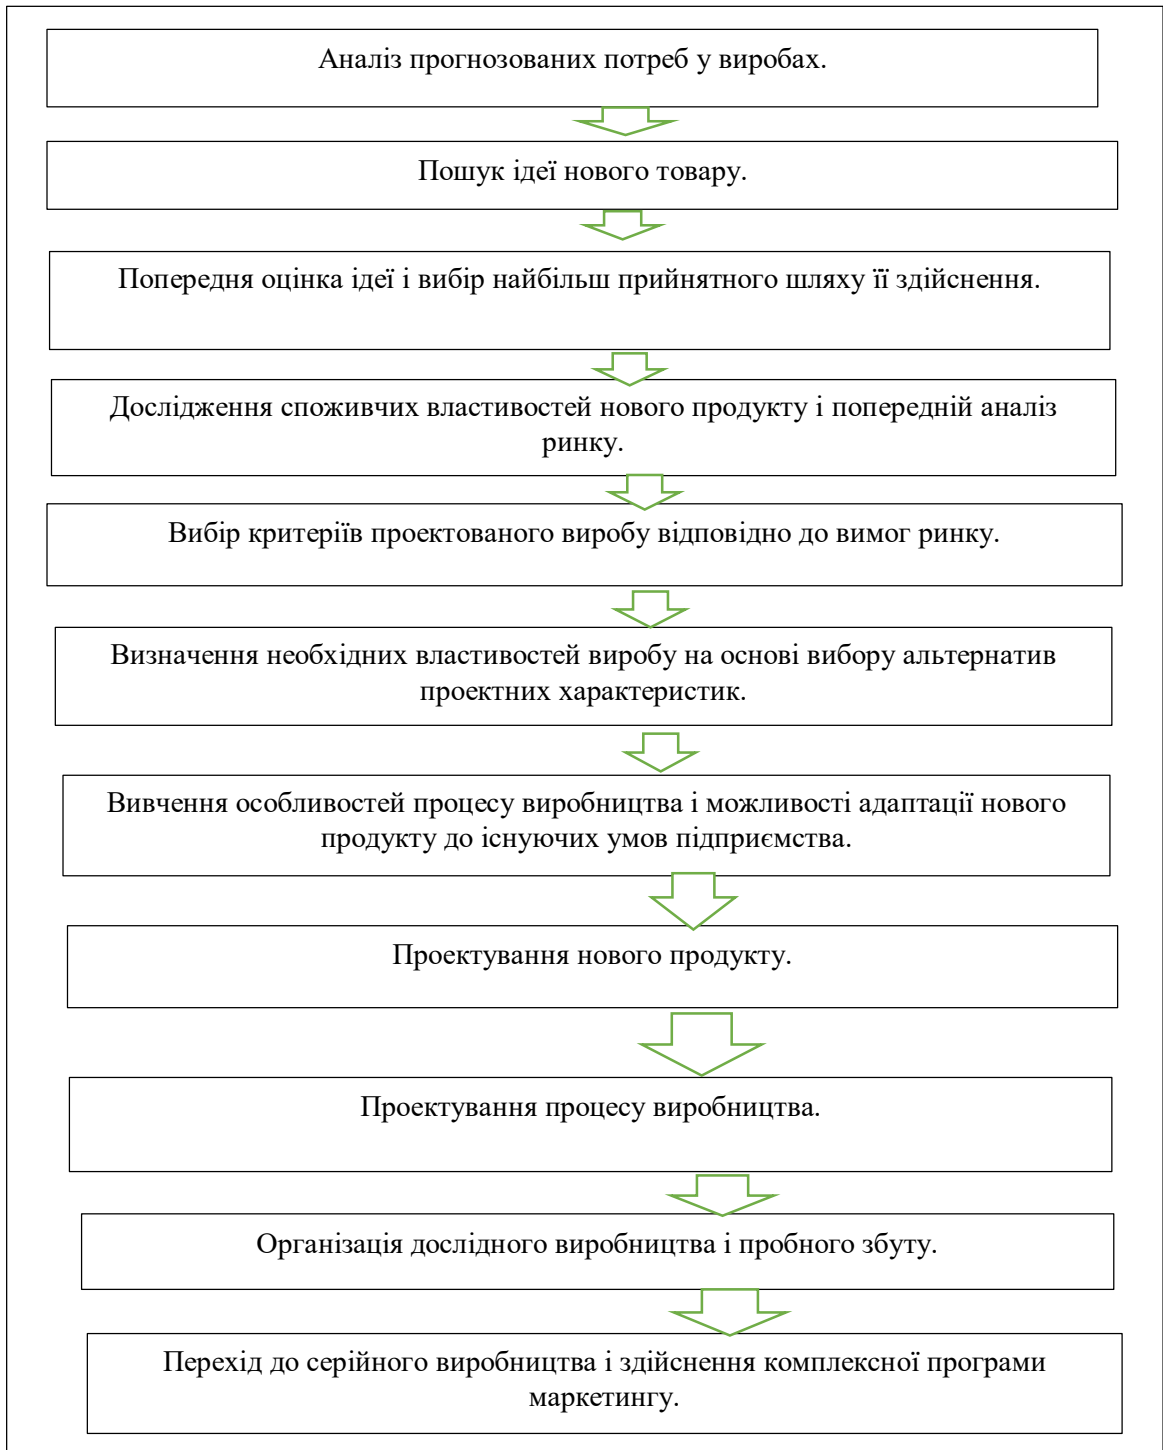 Аналіз прогнозованих потреб у виробах.
Пошук ідеї нового товару.
Попередня оцінка ідеї і вибір найбільш прийнятного шляху її здійснення.
Дослідження споживчих властивостей нового продукту і попередній аналіз
ринку.
Вибір критеріїв проектованого виробу відповідно до вимог ринку.
Визначення необхідних властивостей виробу на основі вибору альтернатив
проектних характеристик.
Вивчення особливостей процесу виробництва і можливості адаптації нового
продукту до існуючих умов підприємства.
Проектування нового продукту.
Проектування процесу виробництва.
Організація дослідного виробництва і пробного збуту.
Перехід до серійного виробництва і здійснення комплексної програми
маркетингу.